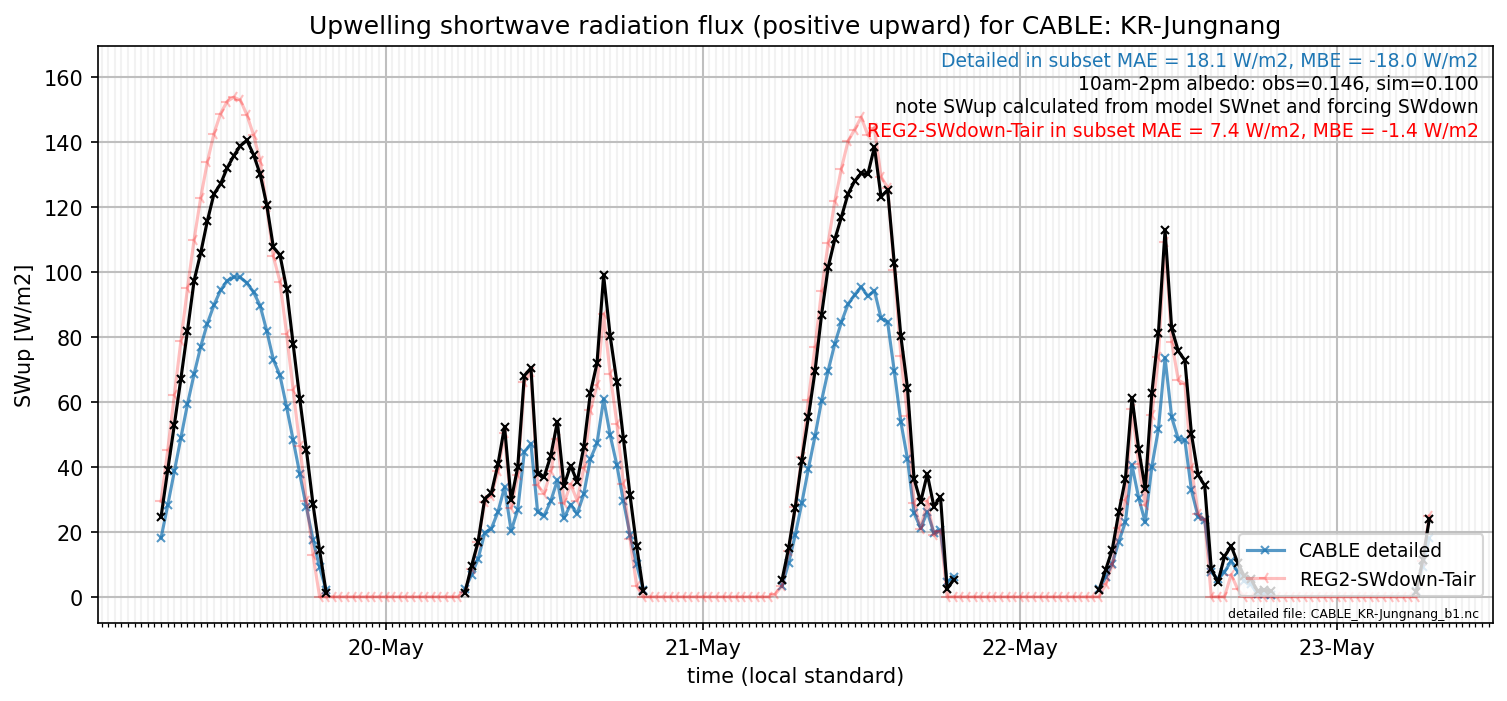 Upwelling shortwave radiation flux (positive upward) for CABLE: KR-Jungnang
Detailed in subset MAE = 18.1 W/m2, MBE = -18.0 W/m2
10am-2pm albedo: obs=0.146, sim=0.100
note SWup calculated from model SWnet and forcing SWdown
REG2-SWdown-Tair in subset MAE = 7.4 W/m2, MBE = -1.4 W/m2
SWup [W/m2]
160
140
120
100
80
60
40
20
0
CABLE detailed
REG2-SWdown-Tair
detailed file: CABLE_KR-Jungnang_b1.nc
20-May
21-May
22-May
23-May
time (local standard)